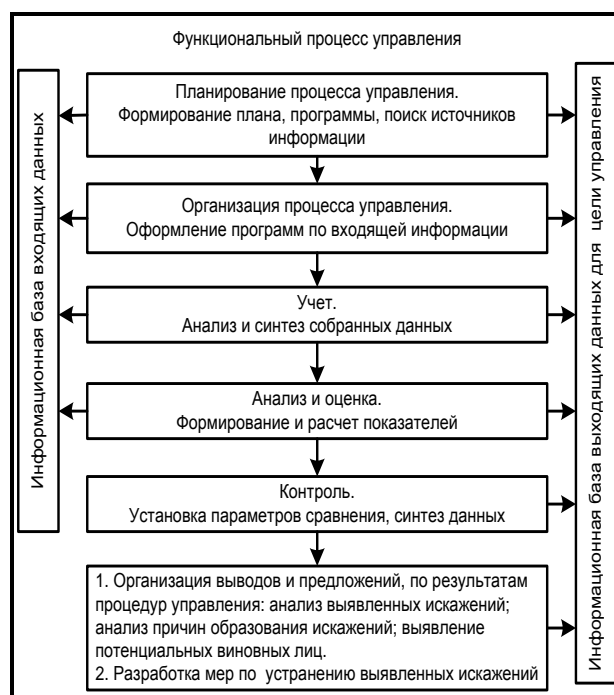 Функциональный процесс управления
Информационная база входящих данных
Планирование процесса управления.
Формирование плана, программы, поиск источников
информации
Организация процесса управления.
Оформление программ по входящей информации
Учет.
Анализ и синтез собранных данных
Анализ и оценка.
Формирование и расчет показателей
Контроль.
Установка параметров сравнения, синтез данных
1. Организация выводов и предложений, по результатам
процедур управления: анализ выявленных искажений;
анализ причин образования искажений; выявление
потенциальных виновных лиц.
2. Разработка мер по устранению выявленных искажений
Информационная база выходящих данных для цели управления